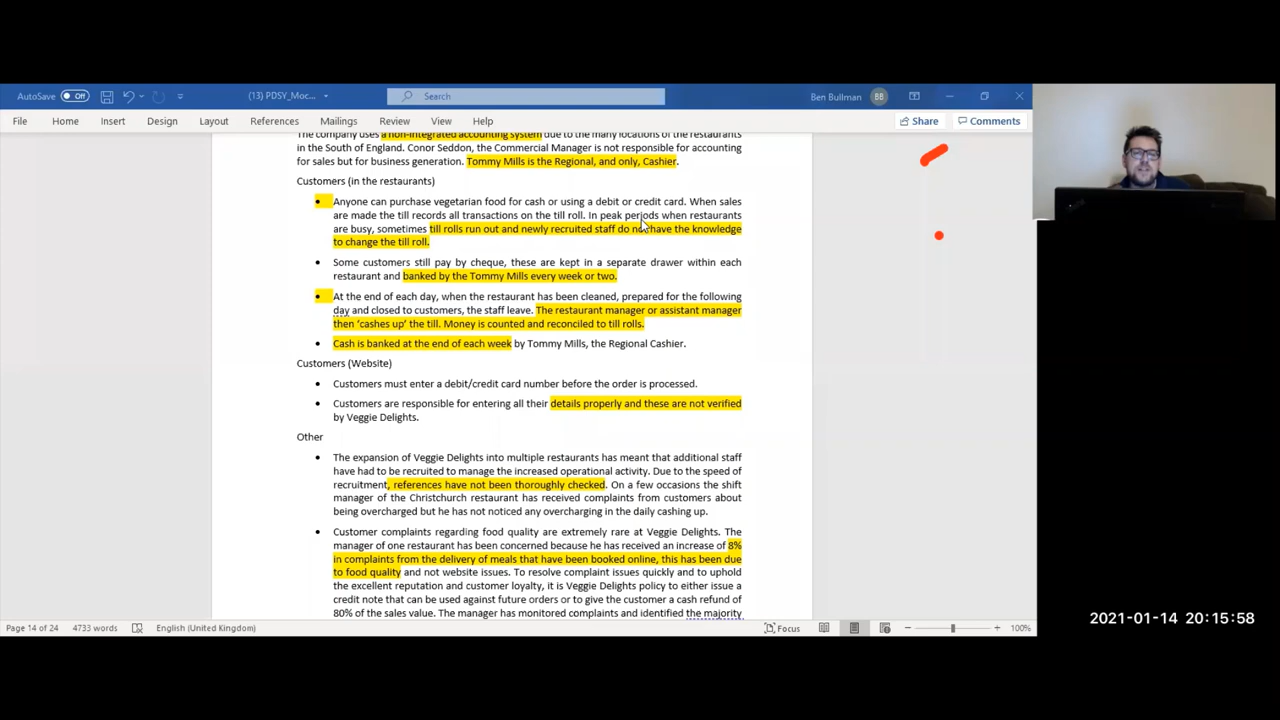 AutoSave Off (13) PDSY_Moc... Search Ben Bullman BB
File Home Insert Design Layout References Mailings Review View Help Share Comments
The company uses a non-integrated accounting system due to the many locations of the restaurants
in the South of England. Conor Seddon, the Commercial Manager is not responsible for accounting
for sales but for business generation. Tommy Mills is the Regional, and only, Cashier.
Customers (in the restaurants)
Anyone can purchase vegetarian food for cash or using a debit or credit card. When sales
are made the till records all transactions on the till roll. In peak periods when restaurants
are busy, sometimes till rolls run out and newly recruited staff do not have the knowledge
to change the till roll.
Some customers still pay by cheque, these are kept in a separate drawer within each
restaurant and banked by the Tommy Mills every week or two.
At the end of each day, when the restaurant has been cleaned, prepared for the following
day and closed to customers, the staff leave. The restaurant manager or assistant manager
then ‘cashes up’ the till. Money is counted and reconciled to till rolls.
Cash is banked at the end of each week by Tommy Mills, the Regional Cashier.
Customers (Website)
Customers must enter a debit/credit card number before the order is processed.
Customers are responsible for entering all their details properly and these are not verified
by Veggie Delights.
Other
The expansion of Veggie Delights into multiple restaurants has meant that additional staff
have had to be recruited to manage the increased operational activity. Due to the speed of
recruitment, references have not been thoroughly checked. On a few occasions the shift
manager of the Christchurch restaurant has received complaints from customers about
being overcharged but he has not noticed any overcharging in the daily cashing up.
Customer complaints regarding food quality are extremely rare at Veggie Delights. The
manager of one restaurant has been concerned because he has received an increase of 8%
in complaints from the delivery of meals that have been booked online, this has been due
to food quality and not website issues. To resolve complaint issues quickly and to uphold
the excellent reputation and customer loyalty, it is Veggie Delights policy to either issue a
credit note that can be used against future orders or to give the customer a cash refund of
80% of the sales value. The manager has monitored complaints and identified the majority
Page 14 of 24 4733 words English (United Kingdom) Focus 100%
2021-01-14 20:15:58